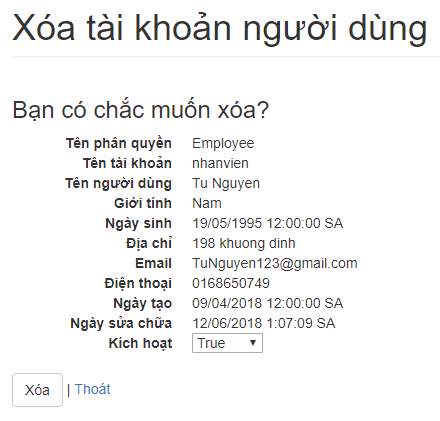 Xóa tài khoản người dùng
Bạn có chắc muốn xóa?
Tên phân quyền Employee
Tên tài khoản nhanvien
Tên người dùng Tu Nguyen
Giới tính Nam
Ngày sinh 19/05/1995 12:00:00 SA
Địa chỉ 198 khuong dinh
Email TuNguyen123@gmail.com
Điện thoại 0168650749
Ngày tạo 09/04/2018 12:00:00 SA
Ngày sửa chữa 12/06/2018 1:07:09 SA
Kích hoạt True
Xóa | Thoát